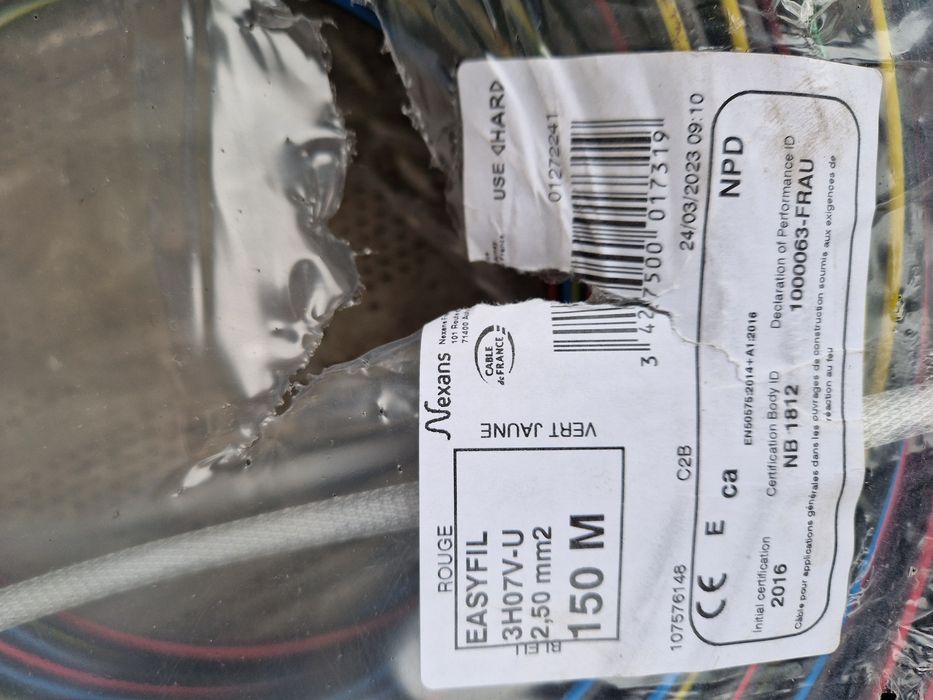 ROUGE
EASYFIL
3H07V-U
2,50 mm2
150 M
VERT JAUNE
Nexans
CABLE
de FRANCE
101
71400
USE
HARD
01272241
3 42 7500 017319
107576148
C2B
24/03/2023 09:10
CE
E ca
NPD
EN50575:2014+A1:2016
Initial certification
2016
Certification Body ID
NB 1812
Declaration of Performance ID
1000063-FRAU
Câble pour applications générales dans les ouvrages de construction soumis aux exigences de
réaction au feu